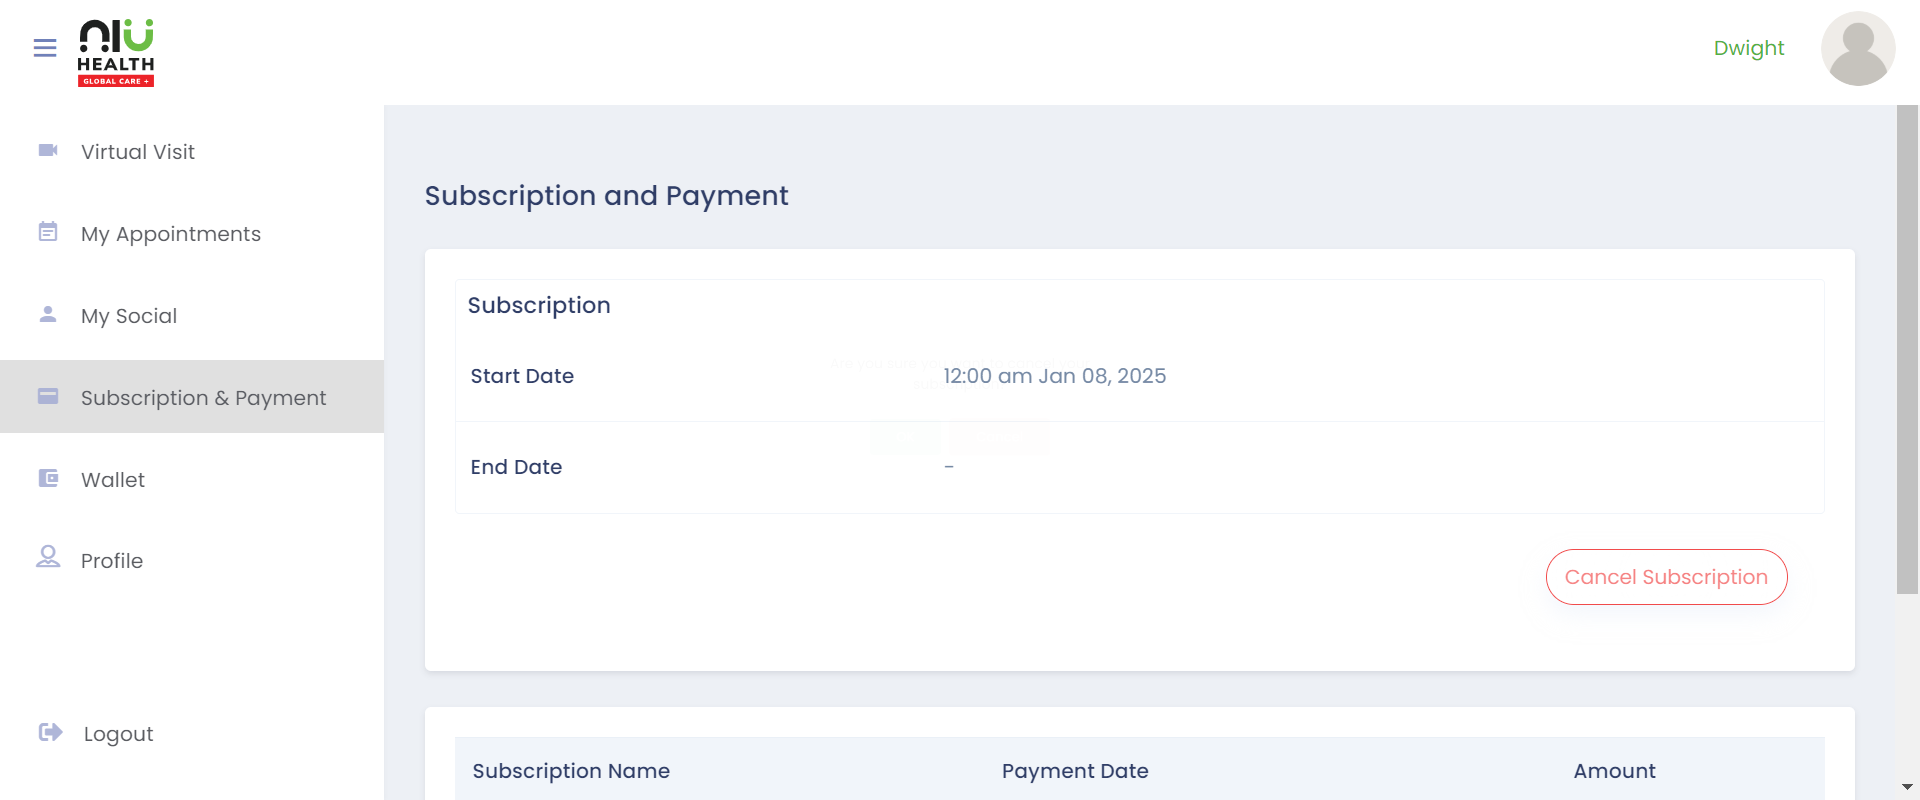 niu
HEALTH
GLOBAL CARE +
Dwight
Virtual Visit
My Appointments
My Social
Subscription & Payment
Wallet
Profile
Logout
Subscription and Payment
Subscription
Start Date
12:00 am Jan 08, 2025
End Date
-
Cancel Subscription
Subscription Name
Payment Date
Amount